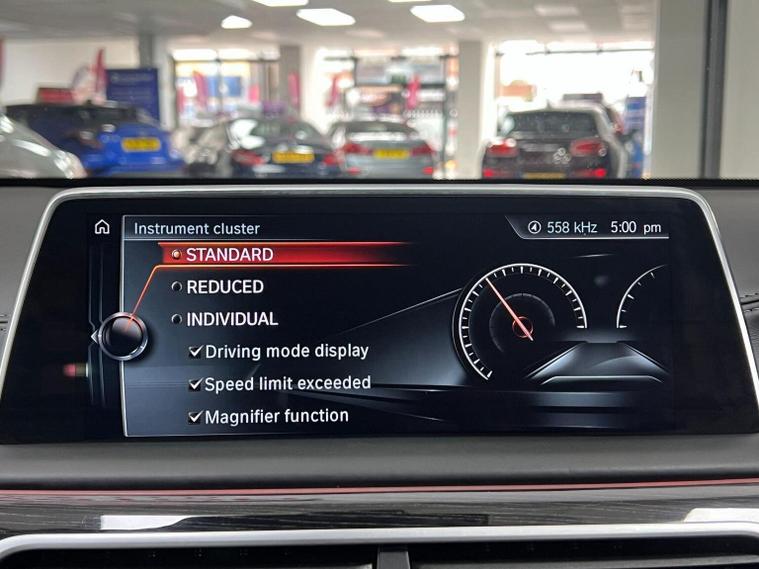 Instrument cluster
558 kHz 5:00 pm
STANDARD
REDUCED
INDIVIDUAL
Driving mode display
Speed limit exceeded
Magnifier function